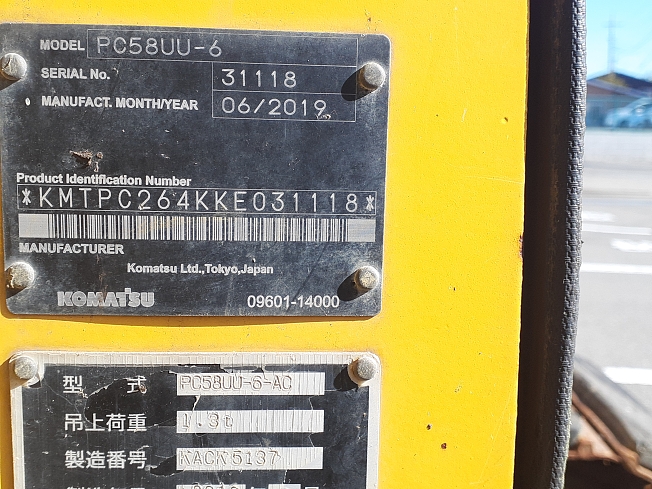 MODEL PC58UU-6
SERIAL No. 31118
MANUFACT. MONTH/YEAR 06/2019
Product Identification Number
*KMTPC264KKE031118*
MANUFACTURER
Komatsu Ltd.,Tokyo,Japan
KOMATSU 09601-14000
型 式 PC58UU-6-AC
吊上荷重 1.3t
製造番号 KACK5137